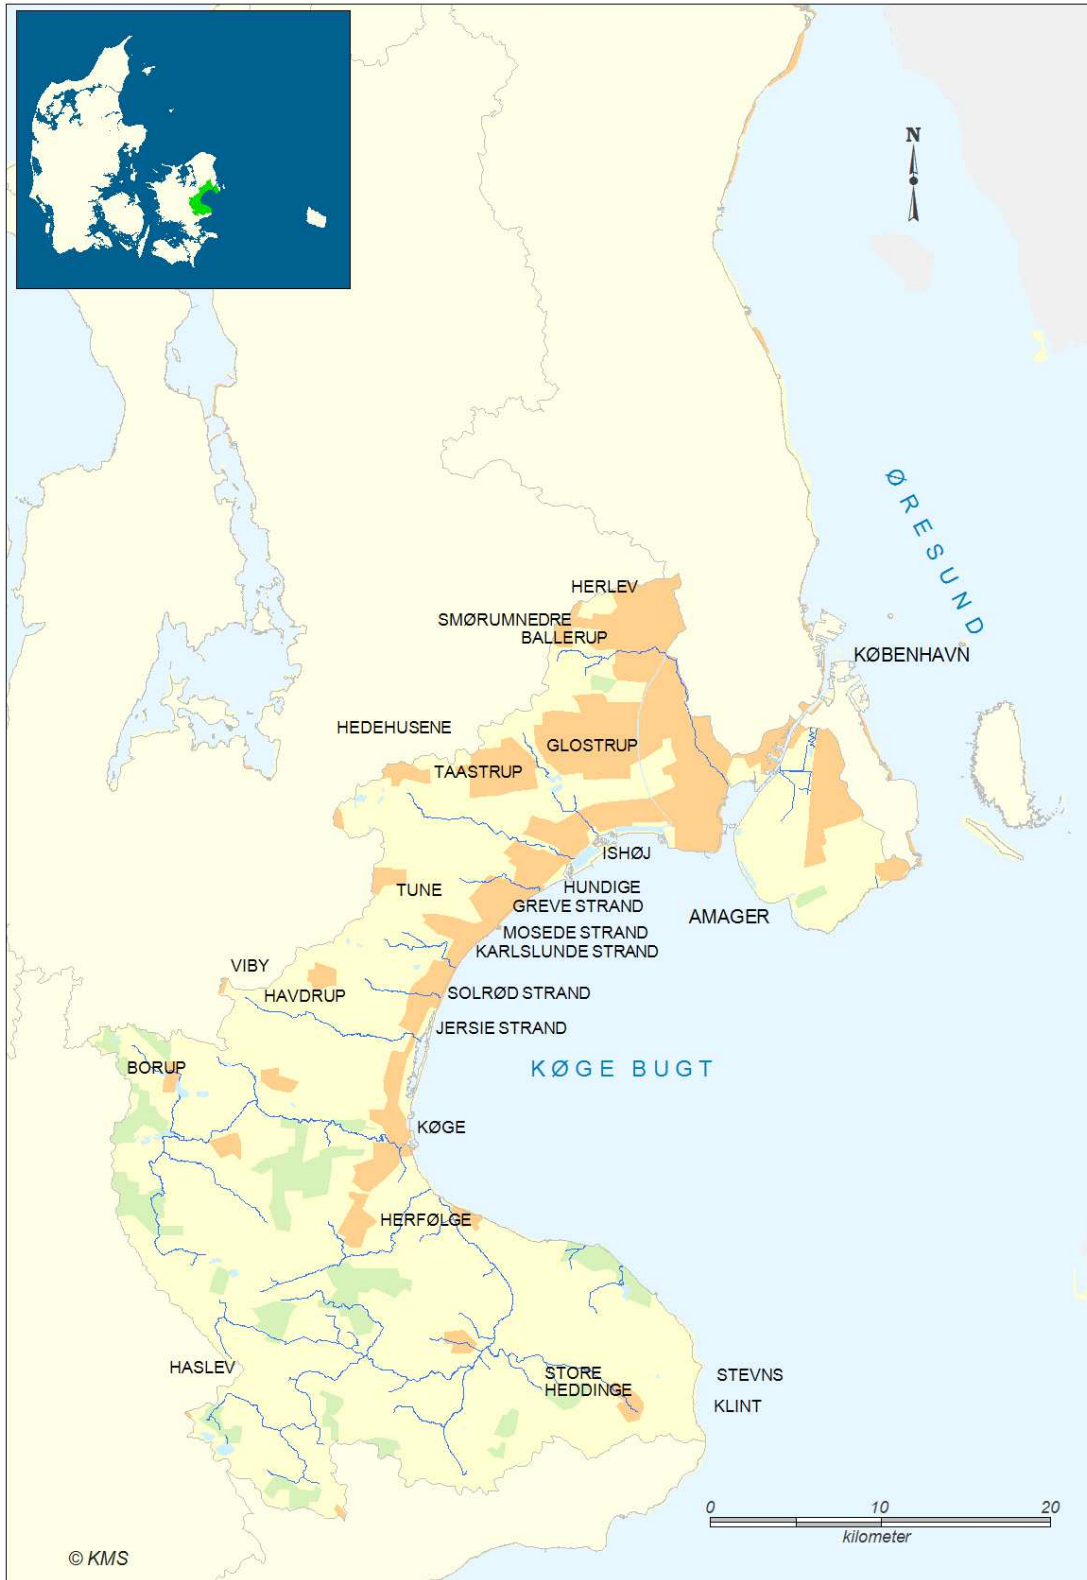 N
ØRESUND
HERLEV
SMØRUMNEDRE
BALLERUP
KØBENHAVN
HEDEHUSENE
GLOSTRUP
TAASTRUP
ISHØJ
HUNDIGE
TUNE
GREVE STRAND
AMAGER
MOSEDE STRAND
KARLSLUNDE STRAND
VIBY
HAVDRUP
SOLRØD STRAND
JERSIE STRAND
BORUP
KØGE BUGT
KØGE
HERFØLGE
HASLEV
STORE
HEDDINGE
STEVNS
KLINT
0 10 20
kilometer
© KMS